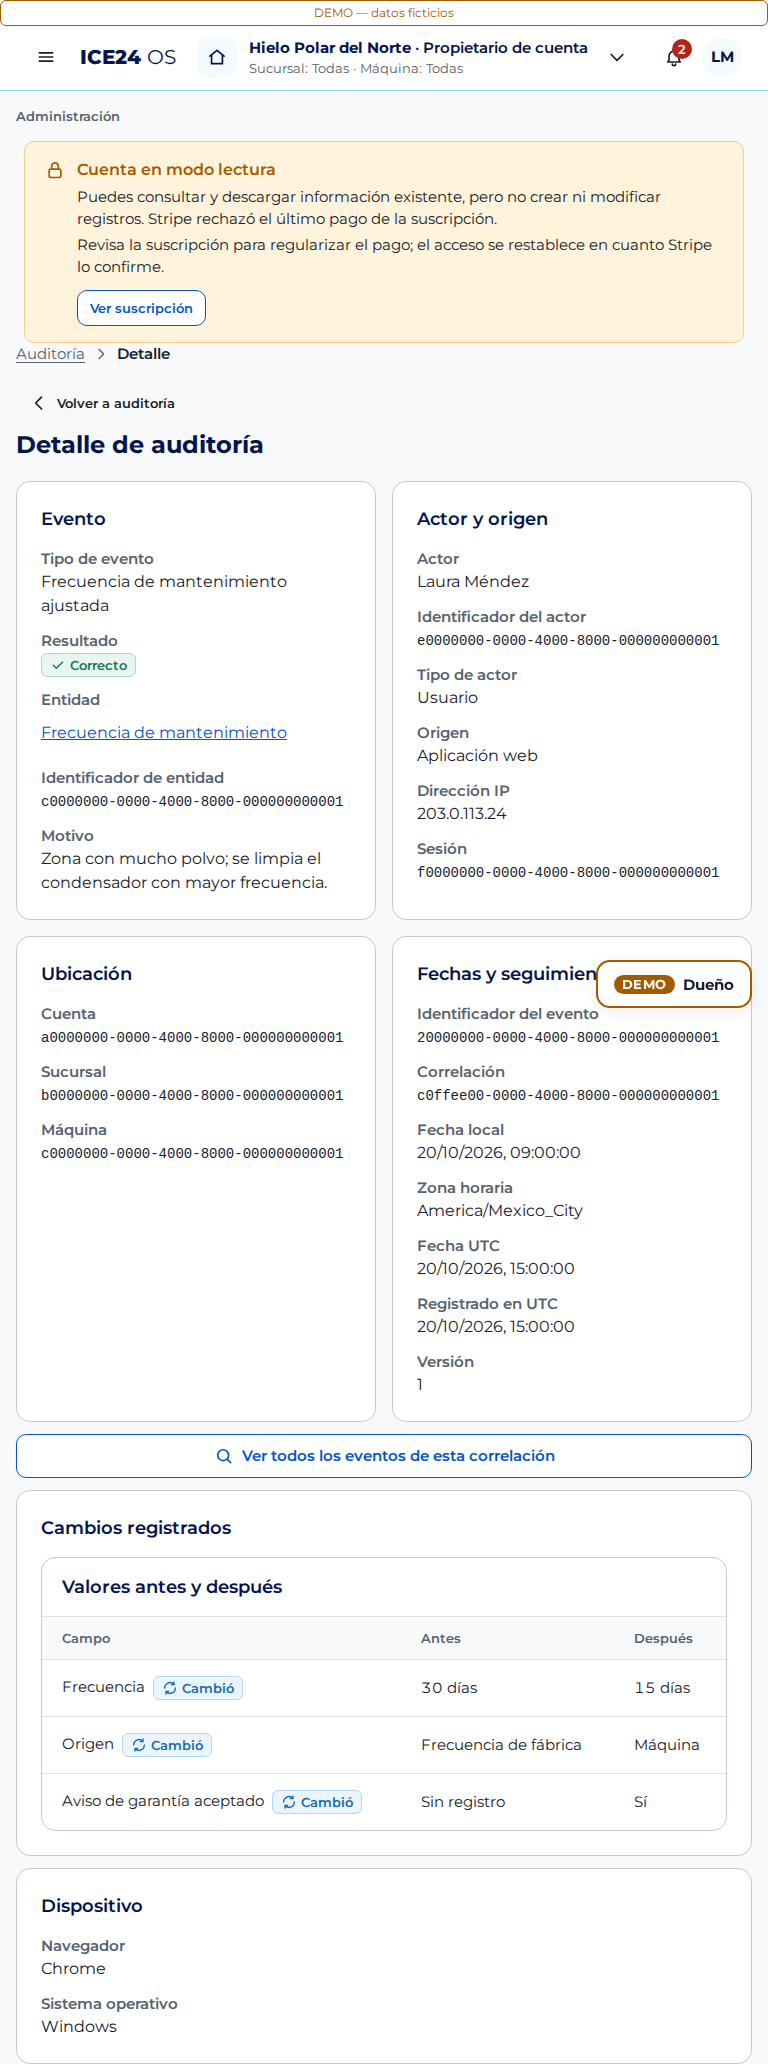 DEMO — datos ficticios
ICE24 OS
Hielo Polar del Norte · Propietario de cuenta
Sucursal: Todas · Máquina: Todas
2
LM
Administración
Cuenta en modo lectura
Puedes consultar y descargar información existente, pero no crear ni modificar
registros. Stripe rechazó el último pago de la suscripción.
Revisa la suscripción para regularizar el pago; el acceso se restablece en cuanto Stripe
lo confirme.
Ver suscripción
Auditoría
Detalle
Volver a auditoría
Detalle de auditoría
Evento
Tipo de evento
Frecuencia de mantenimiento
ajustada
Resultado
Correcto
Entidad
Frecuencia de mantenimiento
Identificador de entidad
c0000000-0000-4000-8000-000000000001
Motivo
Zona con mucho polvo; se limpia el
condensador con mayor frecuencia.
Actor y origen
Actor
Laura Méndez
Identificador del actor
e0000000-0000-4000-8000-000000000001
Tipo de actor
Usuario
Origen
Aplicación web
Dirección IP
203.0.113.24
Sesión
f0000000-0000-4000-8000-000000000001
Ubicación
Cuenta
a0000000-0000-4000-8000-000000000001
Sucursal
b0000000-0000-4000-8000-000000000001
Máquina
c0000000-0000-4000-8000-000000000001
Fechas y seguimien
DEMO Dueño
Identificador del evento
20000000-0000-4000-8000-000000000001
Correlación
c0ffee00-0000-4000-8000-000000000001
Fecha local
20/10/2026, 09:00:00
Zona horaria
America/Mexico_City
Fecha UTC
20/10/2026, 15:00:00
Registrado en UTC
20/10/2026, 15:00:00
Versión
1
Ver todos los eventos de esta correlación
Cambios registrados
Valores antes y después
Campo Antes Después
Frecuencia Cambió 30 días 15 días
Origen Cambió Frecuencia de fábrica Máquina
Aviso de garantía aceptado Cambió Sin registro Sí
Dispositivo
Navegador
Chrome
Sistema operativo
Windows